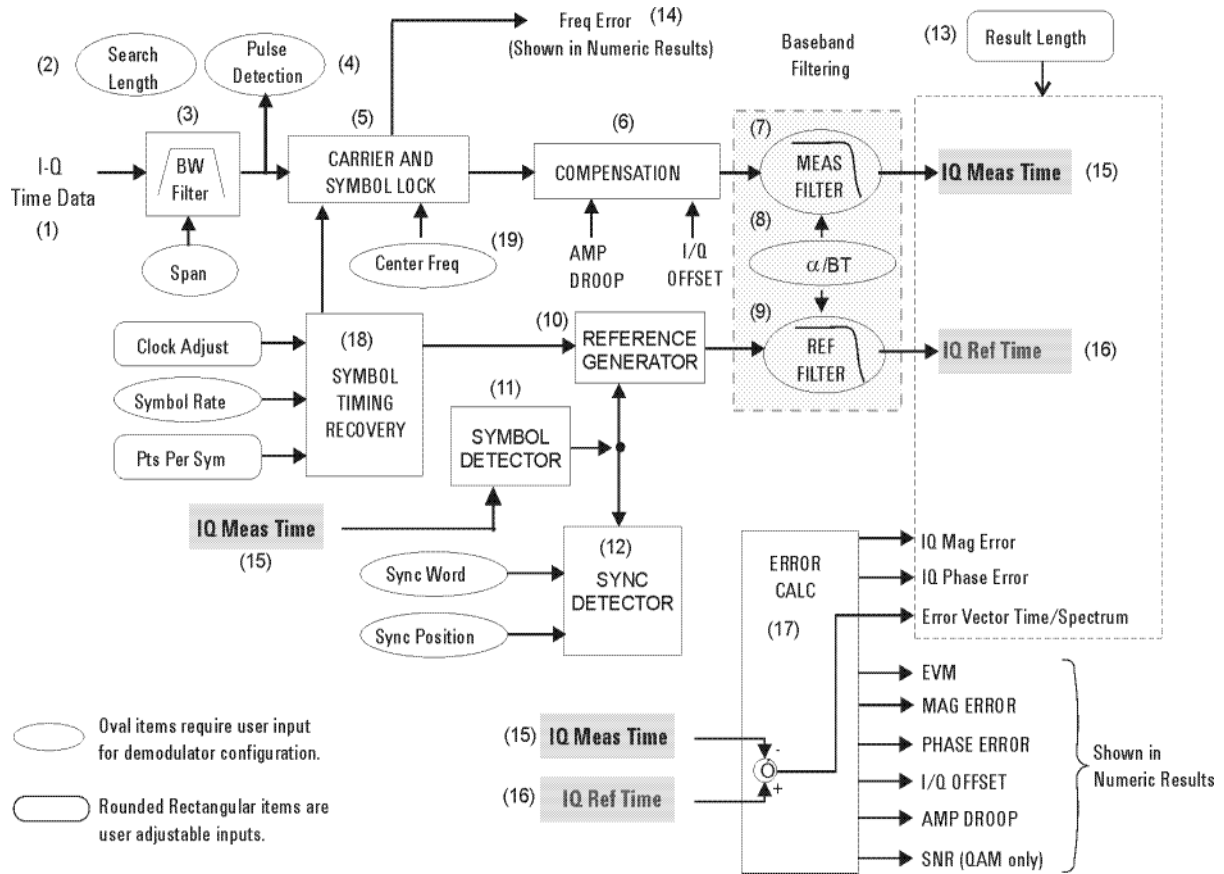 Freq Error (14)
(Shown in Numeric Results)
(13) Result Length
Baseband
Filtering
(2) Search
Length
Pulse
Detection (4)
(3)
BW
Filter
I-Q
Time Data
(1)
Span
(5)
CARRIER AND
SYMBOL LOCK
(19)
Center Freq
(6)
COMPENSATION
AMP
DROOP
I/Q
OFFSET
(7)
MEAS
FILTER
(8)
α/BT
(9)
REF
FILTER
IQ Meas Time (15)
IQ Ref Time (16)
Clock Adjust
Symbol Rate
Pts Per Sym
(18)
SYMBOL
TIMING
RECOVERY
(10)
REFERENCE
GENERATOR
(11)
SYMBOL
DETECTOR
IQ Meas Time
(15)
Sync Word
Sync Position
(12)
SYNC
DETECTOR
ERROR
CALC
(17)
IQ Mag Error
IQ Phase Error
Error Vector Time/Spectrum
EVM
MAG ERROR
PHASE ERROR
I/Q OFFSET
AMP DROOP
SNR (QAM only)
Shown in
Numeric Results
(15) IQ Meas Time
-
+
(16) IQ Ref Time
Oval items require user input
for demodulator configuration.
Rounded Rectangular items are
user adjustable inputs.